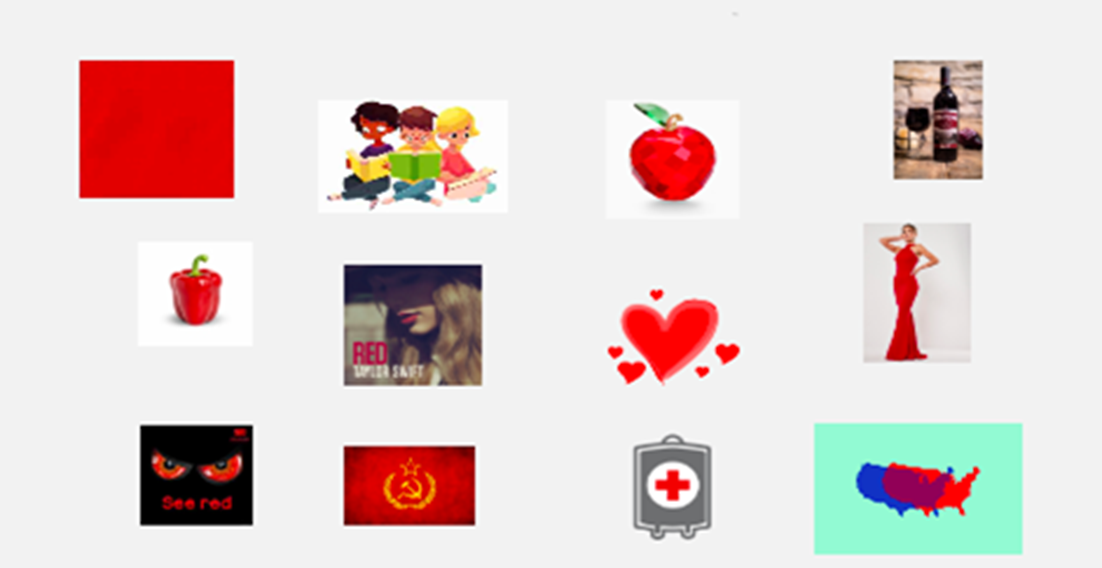 RED
TAYLOR SWIFT
See red